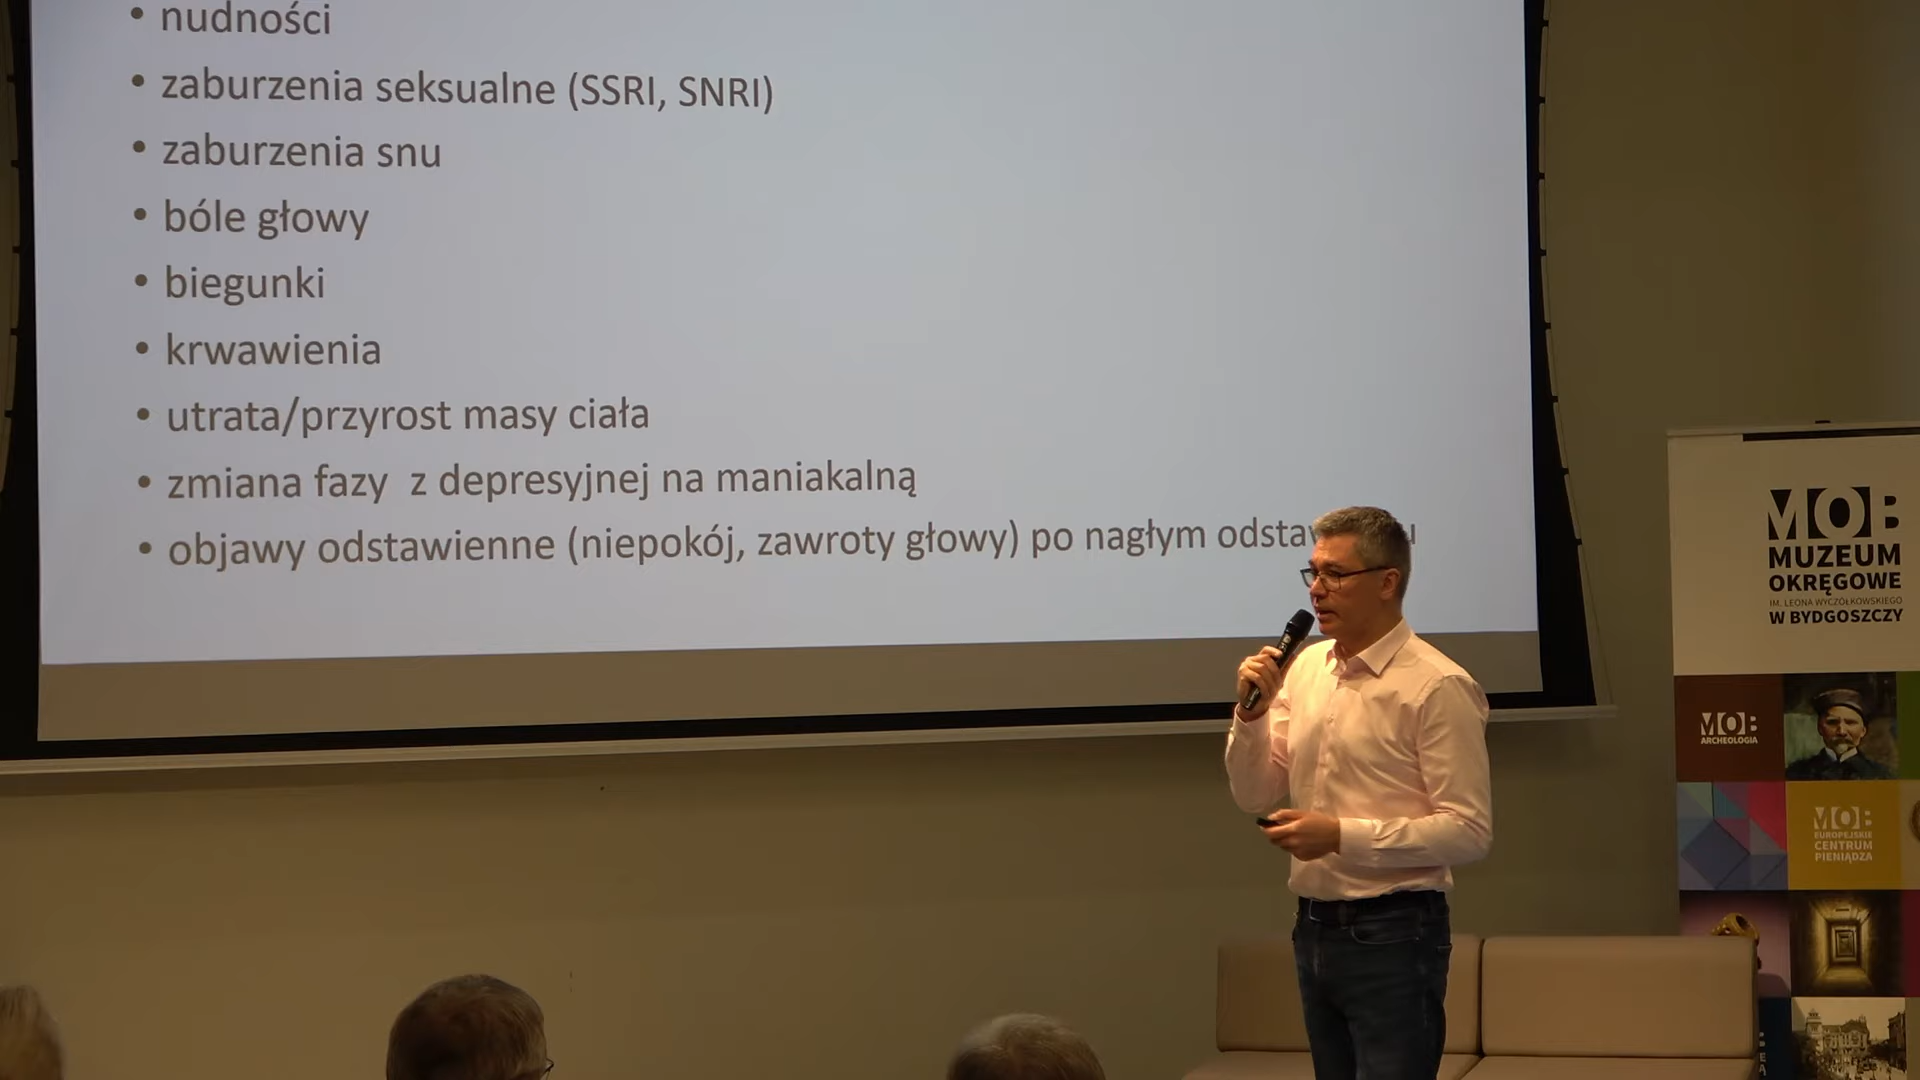 • nudności
• zaburzenia seksualne (SSRI, SNRI)
• zaburzenia snu
• bóle głowy
• biegunki
• krwawienia
• utrata/przyrost masy ciała
• zmiana fazy z depresyjnej na maniakalną
• objawy odstawienne (niepokój, zawroty głowy) po nagłym
MOB
MUZEUM
OKRĘGOWE
IM. LEONA WYCZÓŁKOWSKIEGO
W BYDGOSZCZY
MOB
ARCHEOLOGIA
MOB
EUROPEJSKIE
CENTRUM
PIENIĄDZA